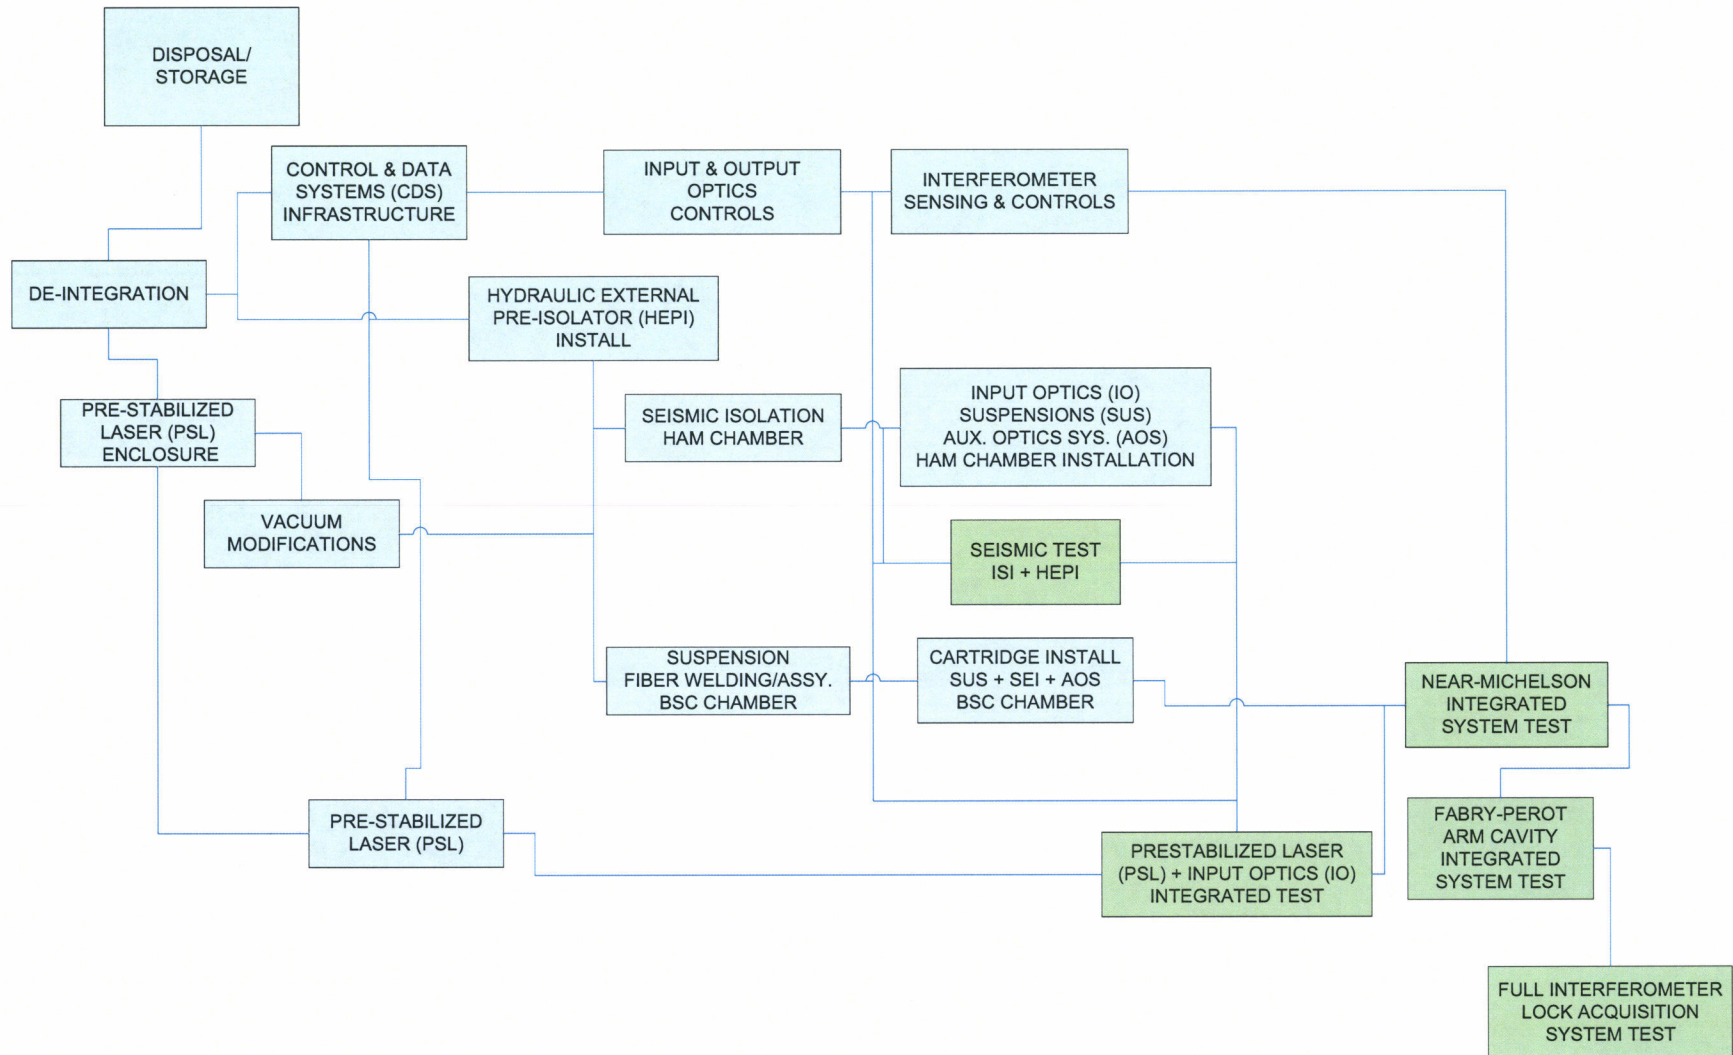 DISPOSAL/
STORAGE
CONTROL & DATA
SYSTEMS (CDS)
INFRASTRUCTURE
INPUT & OUTPUT
OPTICS
CONTROLS
INTERFEROMETER
SENSING & CONTROLS
DE-INTEGRATION
HYDRAULIC EXTERNAL
PRE-ISOLATOR (HEPI)
INSTALL
PRE-STABILIZED
LASER (PSL)
ENCLOSURE
SEISMIC ISOLATION
HAM CHAMBER
INPUT OPTICS (IO)
SUSPENSIONS (SUS)
AUX. OPTICS SYS. (AOS)
HAM CHAMBER INSTALLATION
VACUUM
MODIFICATIONS
SEISMIC TEST
ISI + HEPI
SUSPENSION
FIBER WELDING/ASSY.
BSC CHAMBER
CARTRIDGE INSTALL
SUS + SEI + AOS
BSC CHAMBER
NEAR-MICHELSON
INTEGRATED
SYSTEM TEST
PRE-STABILIZED
LASER (PSL)
PRESTABILIZED LASER
(PSL) + INPUT OPTICS (IO)
INTEGRATED TEST
FABRY-PEROT
ARM CAVITY
INTEGRATED
SYSTEM TEST
FULL INTERFEROMETER
LOCK ACQUISITION
SYSTEM TEST